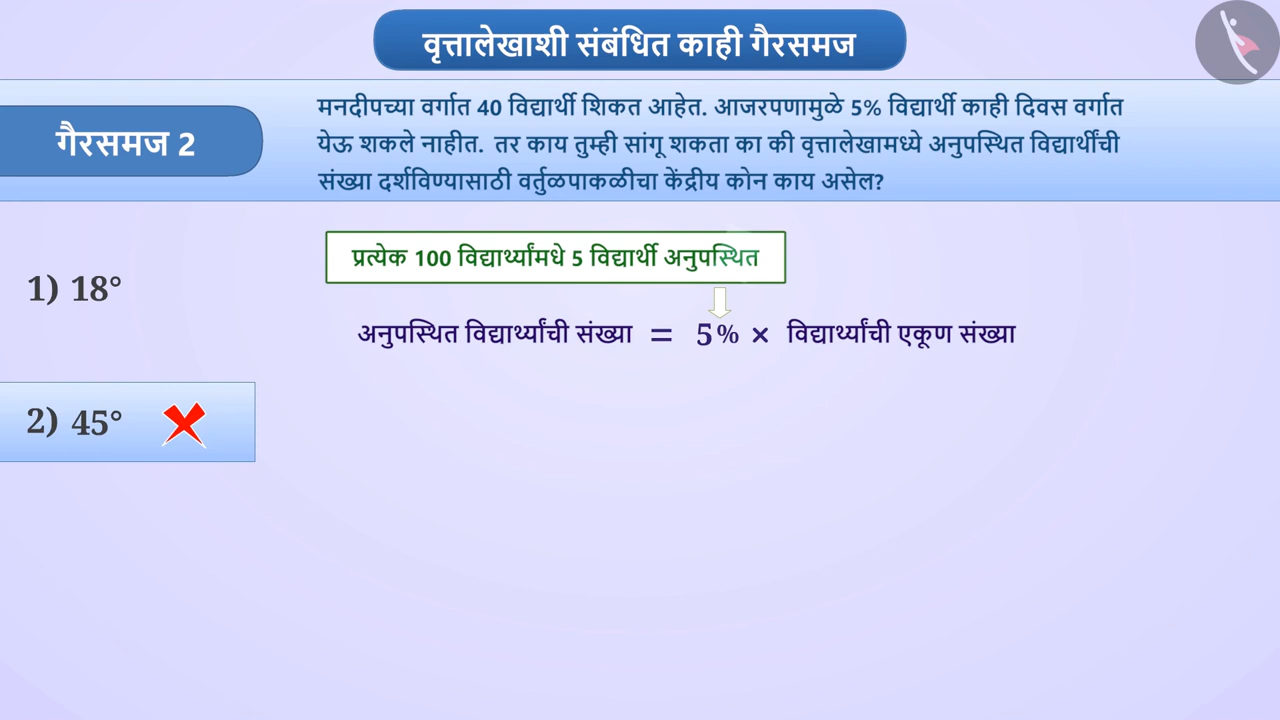 वृत्तालेखाशी संबंधित काही गैरसमज
गैरसमज 2
मनदीपच्या वर्गात 40 विद्यार्थी शिकत आहेत. आजारपणामुळे 5% विद्यार्थी काही दिवस वर्गात
येऊ शकले नाहीत. तर काय तुम्ही सांगू शकता का की वृत्तालेखामध्ये अनुपस्थित विद्यार्थींची
संख्या दर्शविण्यासाठी वर्तुळपाकळीचा केंद्रीय कोन काय असेल?
प्रत्येक 100 विद्यार्थ्यांमधे 5 विद्यार्थी अनुपस्थित
1) 18°
अनुपस्थित विद्यार्थ्यांची संख्या = 5% × विद्यार्थ्यांची एकूण संख्या
2) 45°